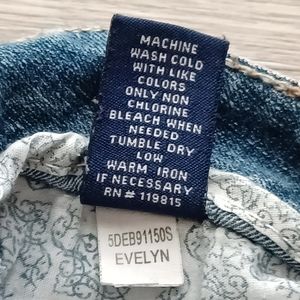 MACHINE
WASH COLD
WITH LIKE
COLORS
ONLY NON
CHLORINE
BLEACH WHEN
NEEDED
TUMBLE DRY
LOW
WARM IRON
IF NECESSARY
RN# 119815
5DEB91150S
EVELYN